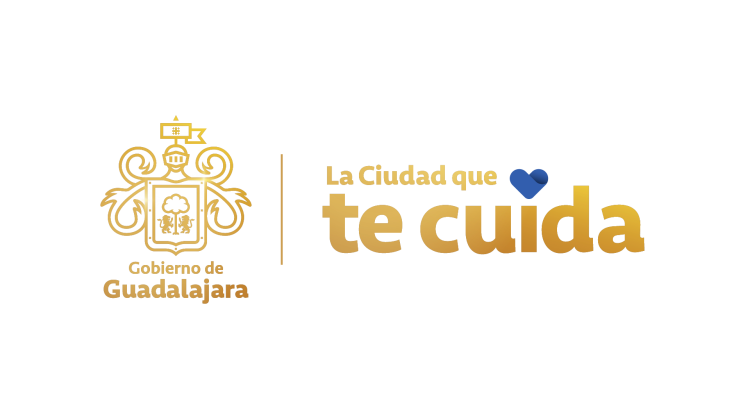 Gobierno de
Guadalajara
La Ciudad que
te cuida